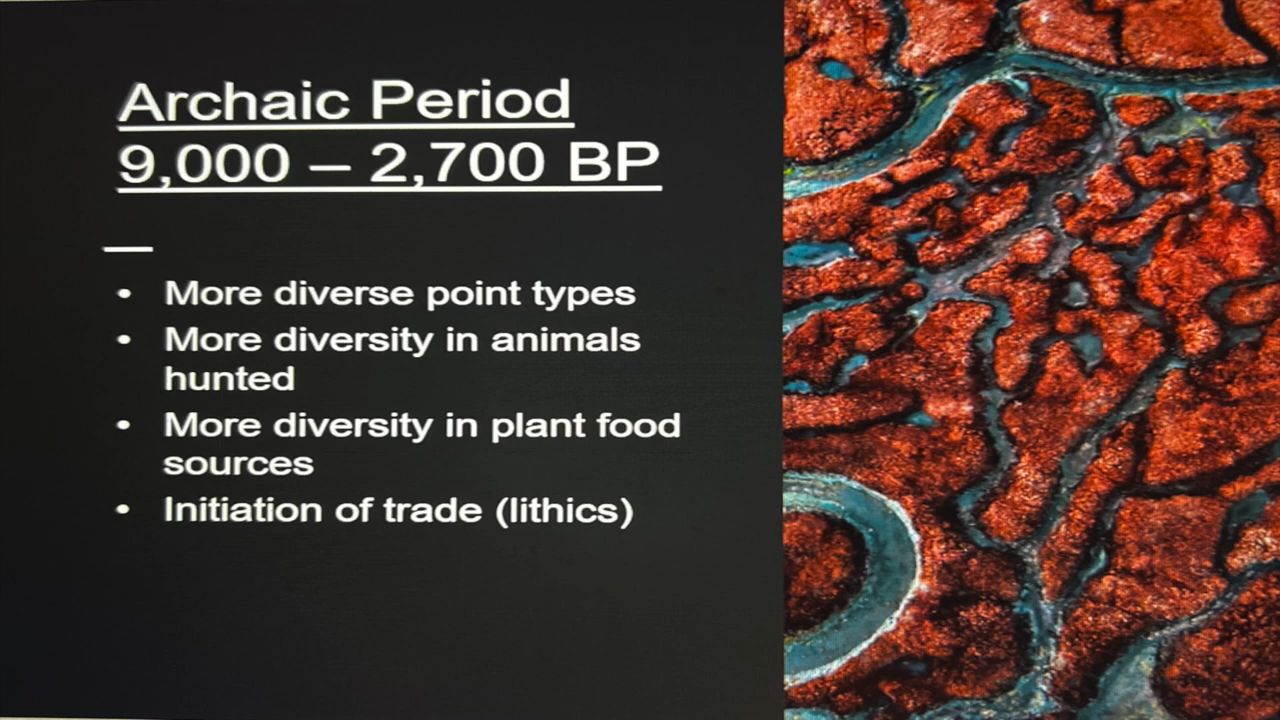 Archaic Period
9,000 – 2,700 BP
• More diverse point types
• More diversity in animals
hunted
• More diversity in plant food
sources
• Initiation of trade (lithics)